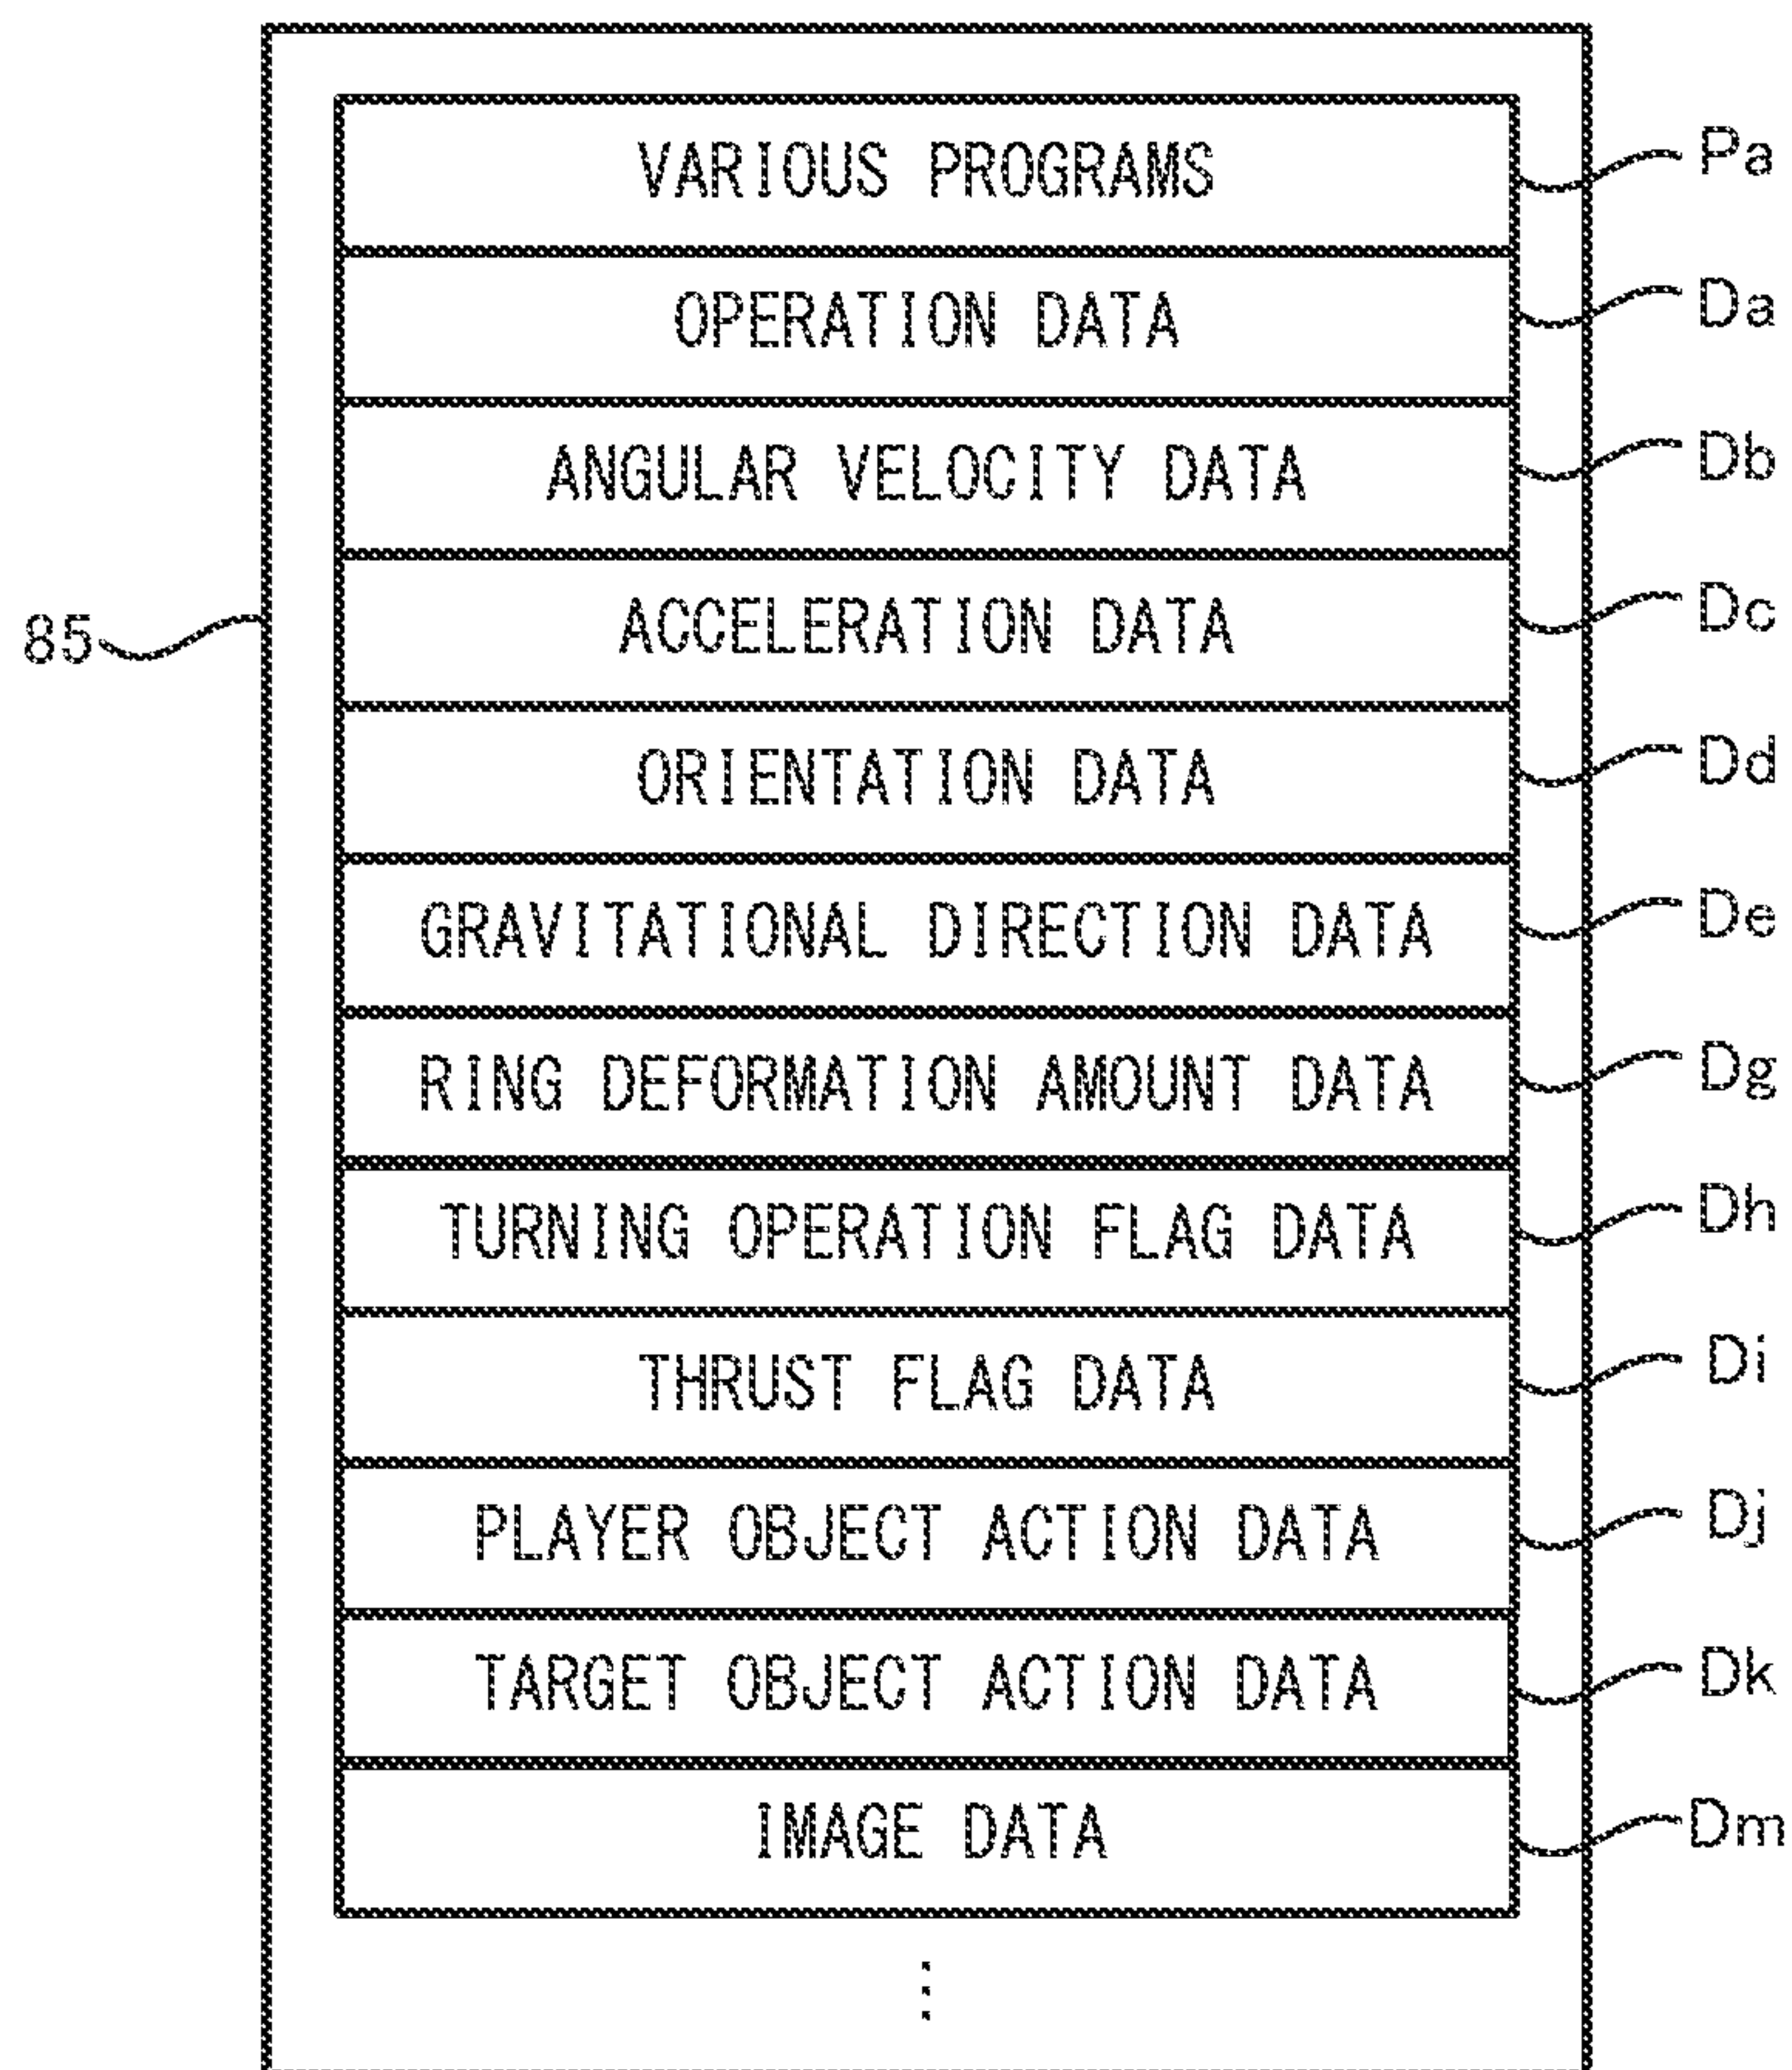 VARIOUS PROGRAMS Pa
OPERATION DATA Da
ANGULAR VELOCITY DATA Db
ACCELERATION DATA Dc
85
ORIENTATION DATA Dd
GRAVITATIONAL DIRECTION DATA De
RING DEFORMATION AMOUNT DATA Dg
TURNING OPERATION FLAG DATA Dh
THRUST FLAG DATA Di
PLAYER OBJECT ACTION DATA Dj
TARGET OBJECT ACTION DATA Dk
IMAGE DATA Dm